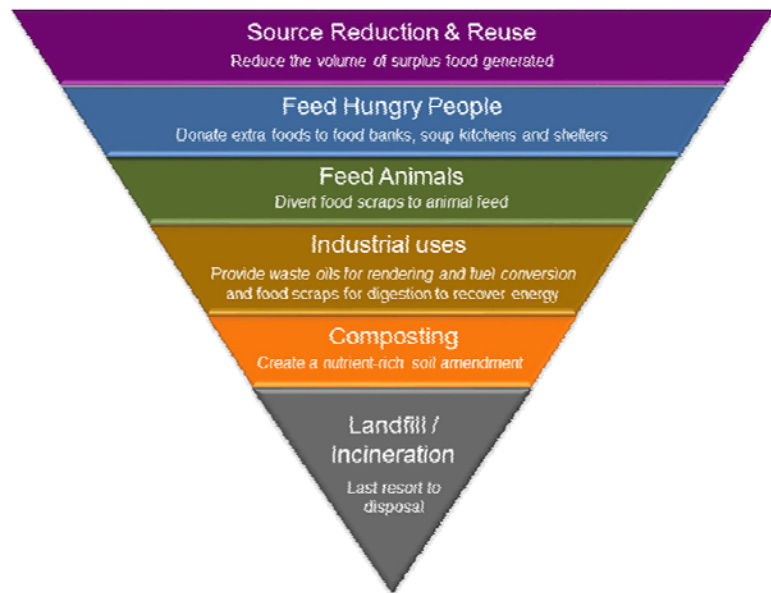 Source Reduction & Reuse
Reduce the volume of surplus food generated
Feed Hungry People
Donate extra foods to food banks, soup kitchens and shelters
Feed Animals
Divert food scraps to animal feed
Industrial uses
Provide waste oils for rendering and fuel conversion
and food scraps for digestion to recover energy
Composting
Create a nutrient-rich soil amendment
Landfill /
Incineration
Last resort to
disposal